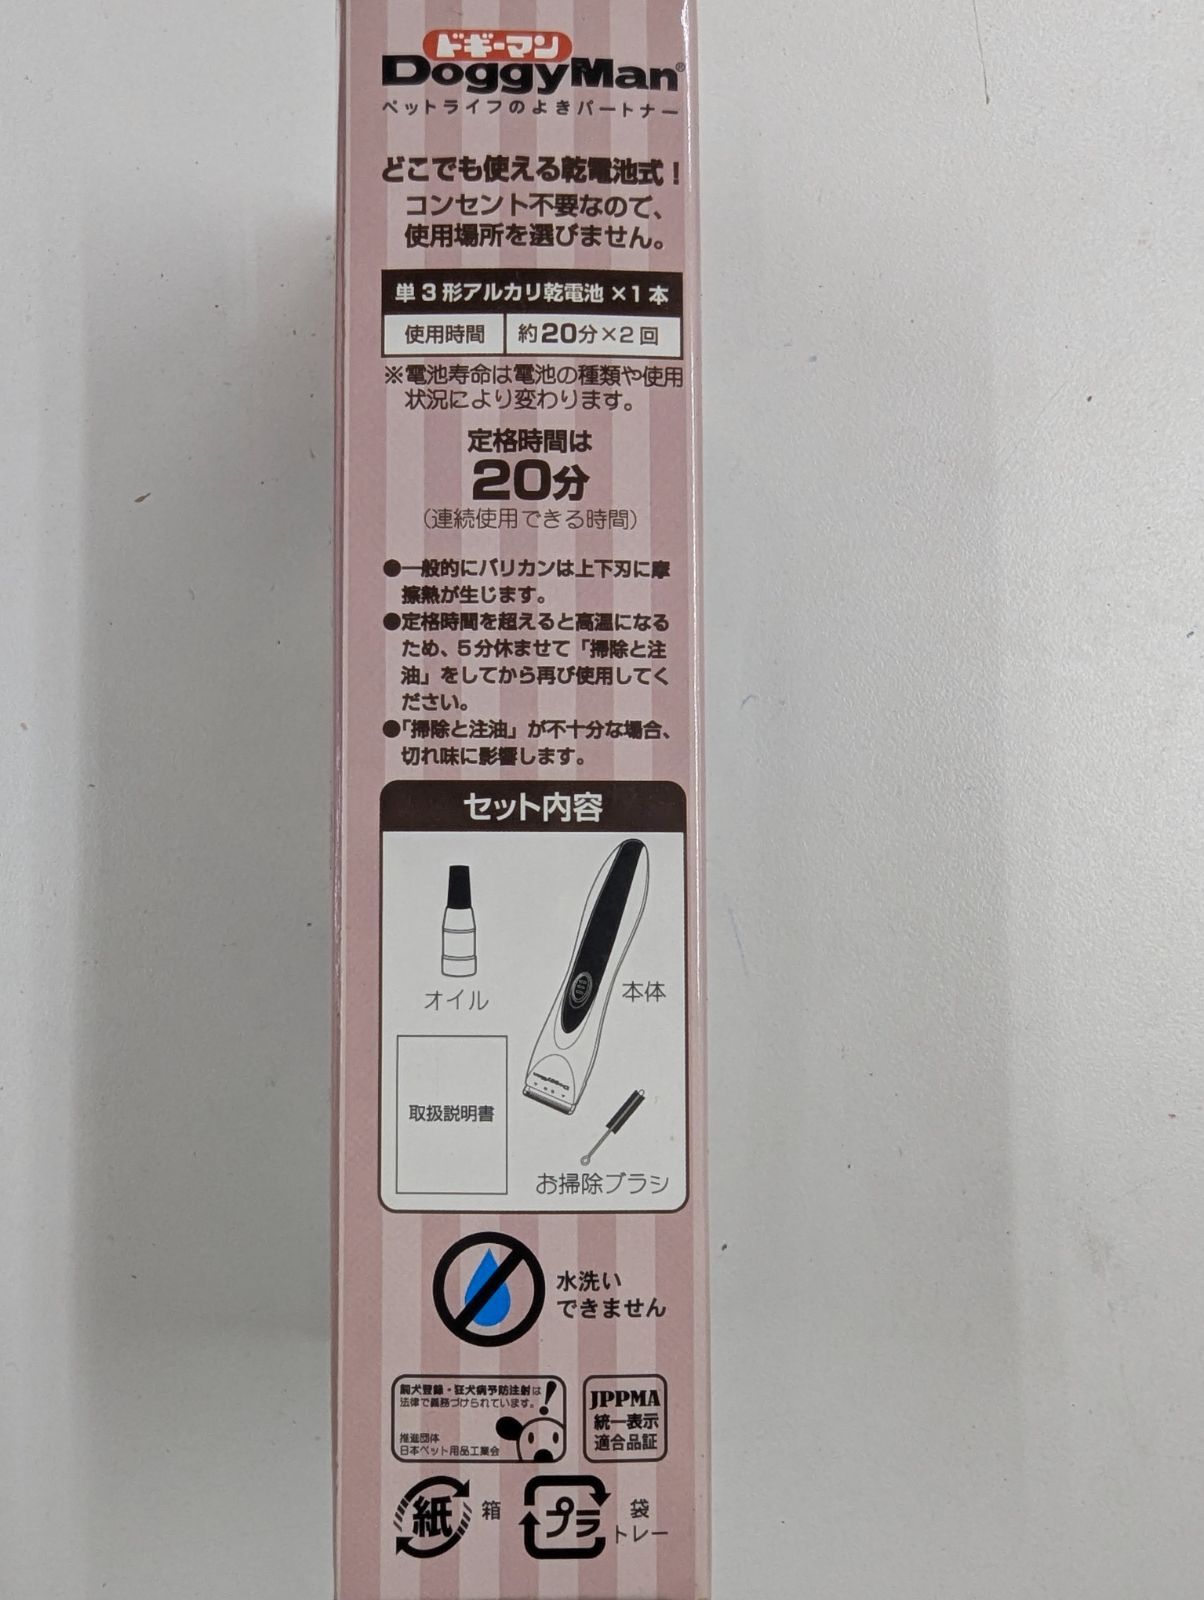 ドギーマン
DoggyMan®
ペットライフのよきパートナー
どこでも使える乾電池式!
コンセント不要なので、
使用場所を選びません。
単3形アルカリ乾電池×1本
使用時間 約20分×2回
※電池寿命は電池の種類や使用
状況により変わります。
定格時間は
20分
(連続使用できる時間)
●一般的にバリカンは上下刃に摩
擦熱が生じます。
●定格時間を超えると高温になる
ため、5分休ませて「掃除と注
油」をしてから再び使用してく
ださい。
●「掃除と注油」が不十分な場合、
切れ味に影響します。
セット内容
オイル
本体
DoggyMan
取扱説明書
お掃除ブラシ
水洗い
できません
飼犬登録・狂犬病予防注射は
法律で義務づけられています。
推進団体
日本ペット用品工業会
JPPMA
統一表示
適合品証
紙 箱
プラ 袋
トレー